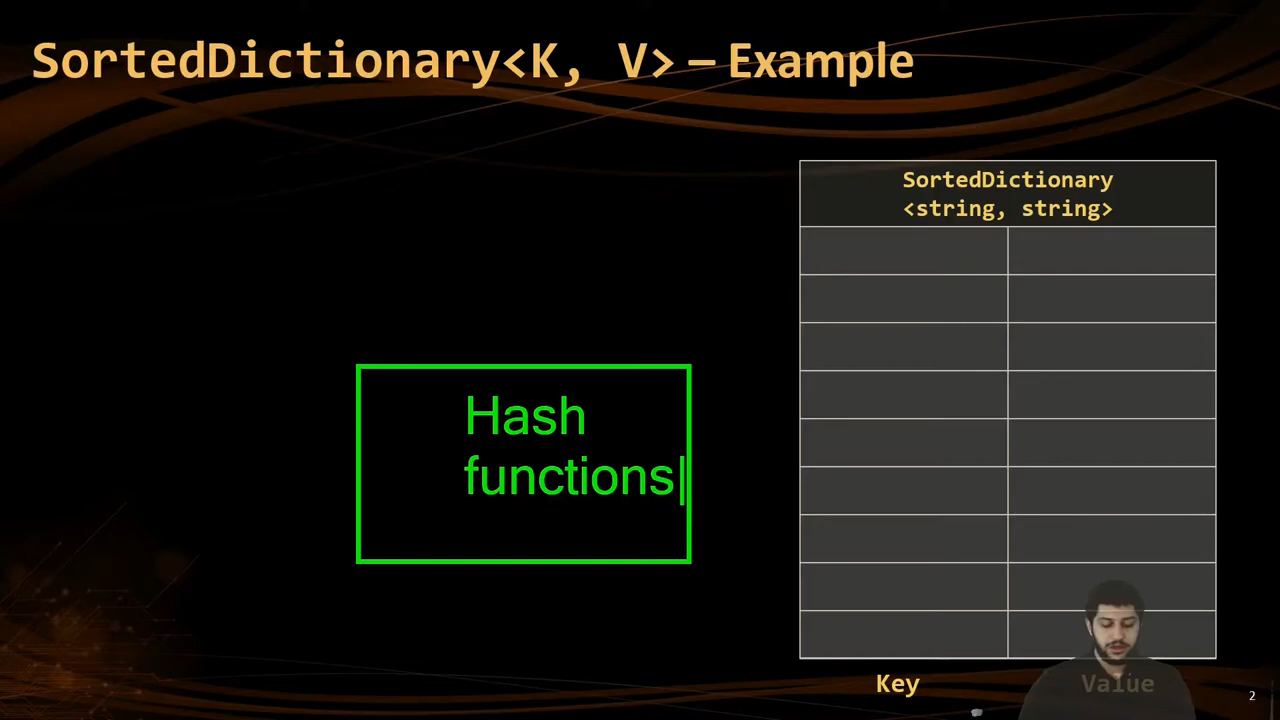 SortedDictionary<K, V> – Example
SortedDictionary
<string, string>
Hash
functions
Key
Value
2